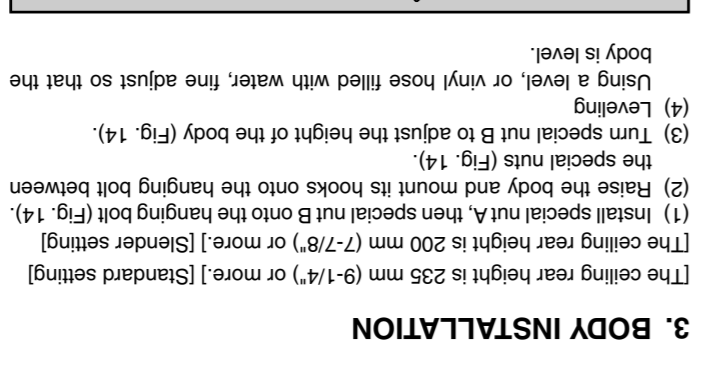 3. BODY INSTALLATION
[The ceiling rear height is 235 mm (9-1/4") or more.] [Standard setting]
[The ceiling rear height is 200 mm (7-7/8") or more.] [Slender setting]
(1) Install special nut A, then special nut B onto the hanging bolt (Fig. 14).
(2) Raise the body and mount its hooks onto the hanging bolt between
the special nuts (Fig. 14).
(3) Turn special nut B to adjust the height of the body (Fig. 14).
(4) Leveling
Using a level, or vinyl hose filled with water, fine adjust so that the
body is level.